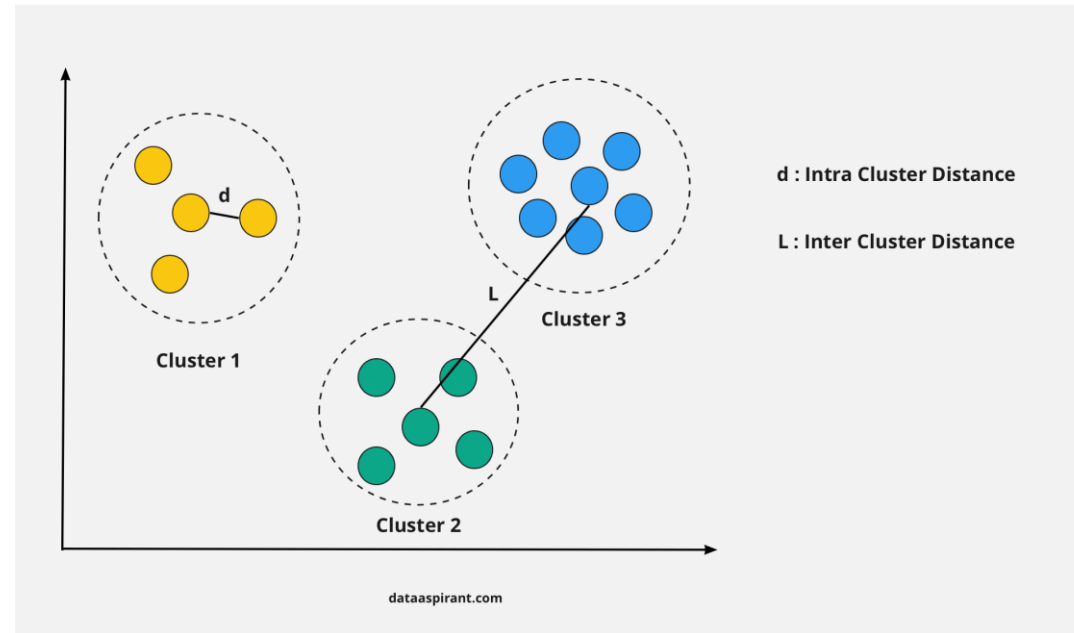 d
d : Intra Cluster Distance
L : Inter Cluster Distance
L
Cluster 3
Cluster 1
Cluster 2
dataaspirant.com